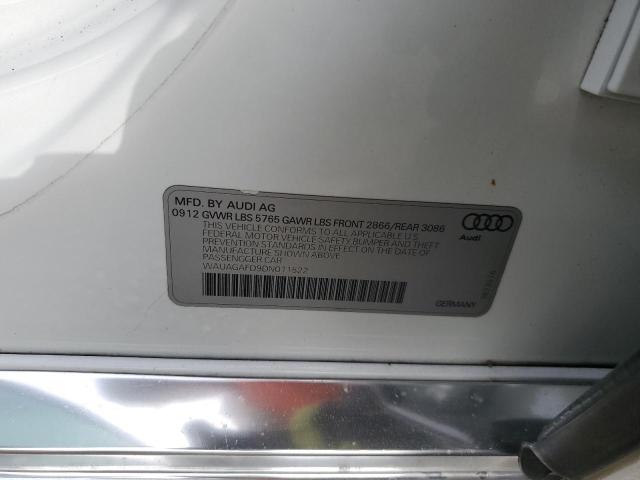 MFD. BY AUDI AG
0912 GVWR LBS 5765 GAWR LBS FRONT 2866/REAR 3086
THIS VEHICLE CONFORMS TO ALL APPLICABLE U.S.
FEDERAL MOTOR VEHICLE SAFETY, BUMPER AND THEFT
PREVENTION STANDARDS IN EFFECT ON THE DATE OF
MANUFACTURE SHOWN ABOVE
PASSENGGER CAR
WAUAGAFD9DN011622
Audi
GERMANY